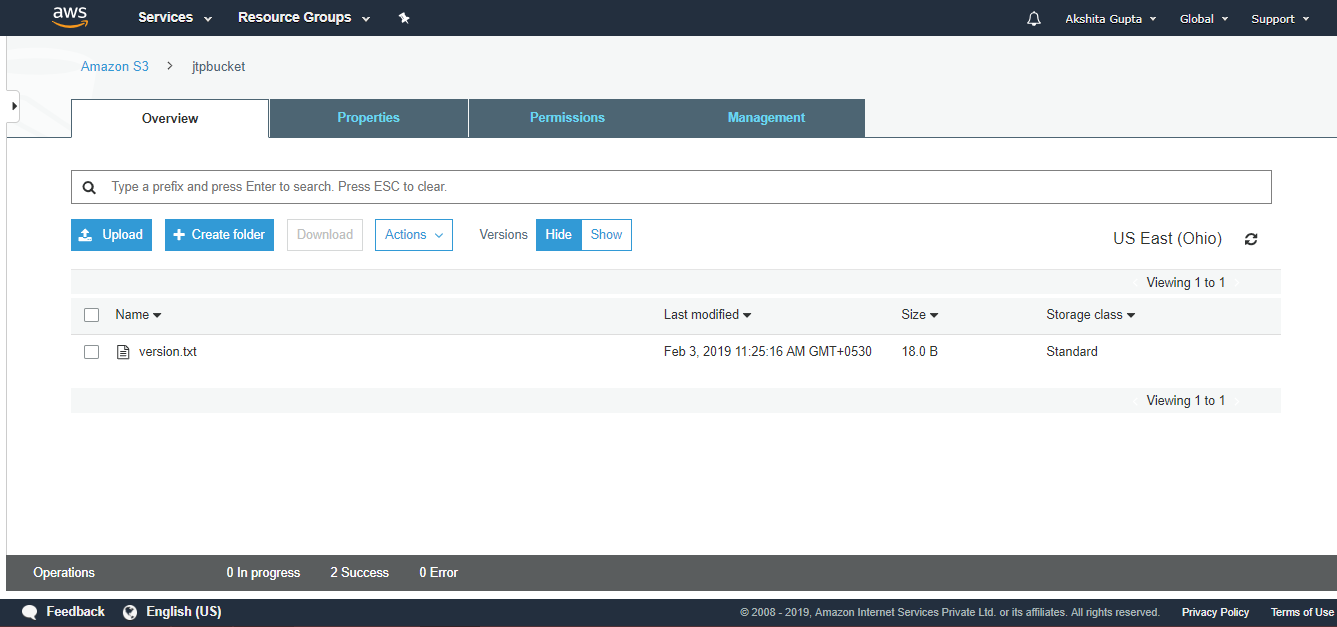 aws Services Resource Groups Akshita Gupta Global Support
Amazon S3 > jtpbucket
Overview Properties Permissions Management
Type a prefix and press Enter to search. Press ESC to clear.
Upload + Create folder Download Actions Versions Hide Show
US East (Ohio)
Viewing 1 to 1
Name Last modified Size Storage class
version.txt Feb 3, 2019 11:25:16 AM GMT+0530 18.0 B Standard
Viewing 1 to 1
Operations 0 In progress 2 Success 0 Error
Feedback English (US) © 2008 - 2019, Amazon Internet Services Private Ltd. or its affiliates. All rights reserved. Privacy Policy Terms of Use